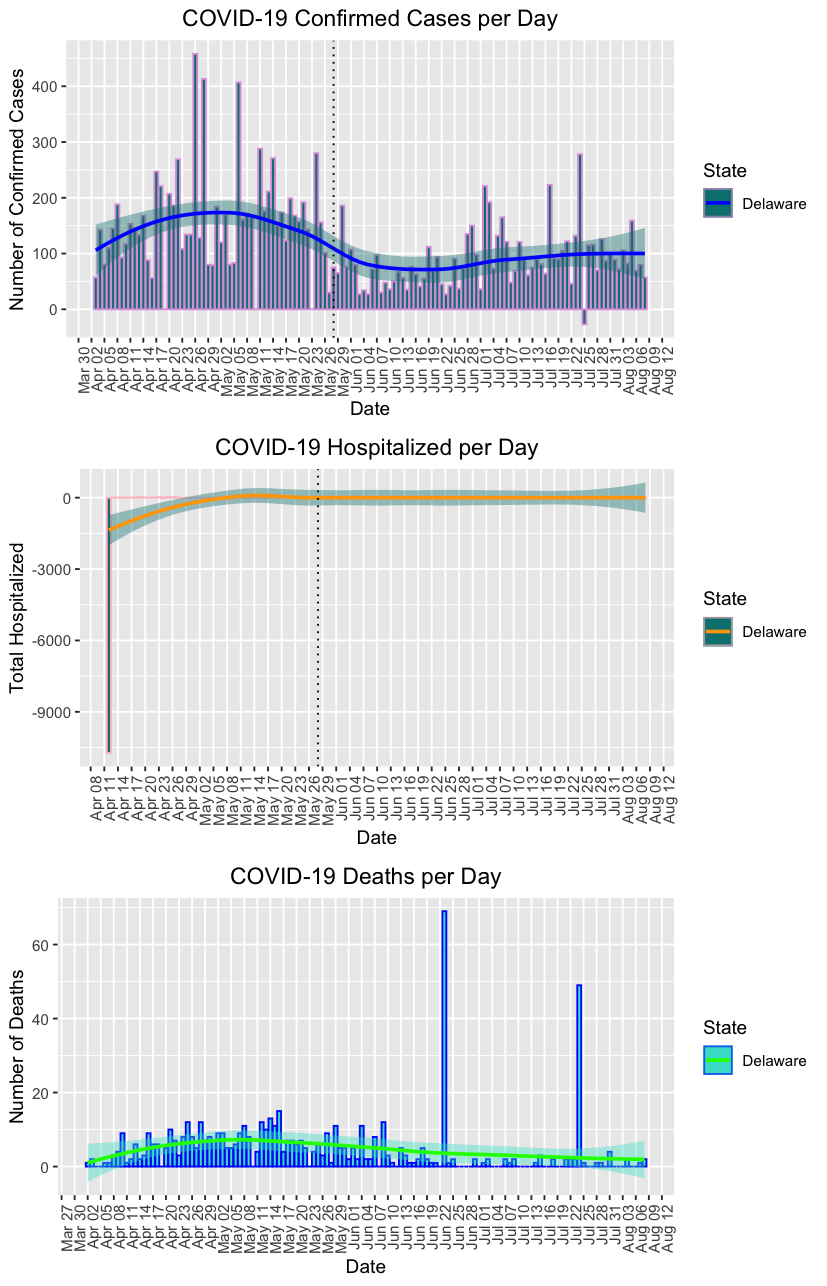 COVID-19 Confirmed Cases per Day
Number of Confirmed Cases
400
300
200
100
0
Mar 30
Apr 02
Apr 05
Apr 08
Apr 11
Apr 14
Apr 17
Apr 20
Apr 23
Apr 26
Apr 29
May 02
May 05
May 08
May 11
May 14
May 17
May 20
May 23
May 26
May 29
Jun 01
Jun 04
Jun 07
Jun 10
Jun 13
Jun 16
Jun 19
Jun 22
Jun 25
Jun 28
Jul 01
Jul 04
Jul 07
Jul 10
Jul 13
Jul 16
Jul 19
Jul 22
Jul 25
Jul 28
Jul 31
Aug 03
Aug 06
Aug 09
Aug 12
Date
State
Delaware
COVID-19 Hospitalized per Day
Total Hospitalized
0
-3000
-6000
-9000
Apr 08
Apr 11
Apr 14
Apr 17
Apr 20
Apr 23
Apr 26
Apr 29
May 02
May 05
May 08
May 11
May 14
May 17
May 20
May 23
May 26
May 29
Jun 01
Jun 04
Jun 07
Jun 10
Jun 13
Jun 16
Jun 19
Jun 22
Jun 25
Jun 28
Jul 01
Jul 04
Jul 07
Jul 10
Jul 13
Jul 16
Jul 19
Jul 22
Jul 25
Jul 28
Jul 31
Aug 03
Aug 06
Aug 09
Aug 12
Date
State
Delaware
COVID-19 Deaths per Day
Number of Deaths
60
40
20
0
Mar 27
Mar 30
Apr 02
Apr 05
Apr 08
Apr 11
Apr 14
Apr 17
Apr 20
Apr 23
Apr 26
Apr 29
May 02
May 05
May 08
May 11
May 14
May 17
May 20
May 23
May 26
May 29
Jun 01
Jun 04
Jun 07
Jun 10
Jun 13
Jun 16
Jun 19
Jun 22
Jun 25
Jun 28
Jul 01
Jul 04
Jul 07
Jul 10
Jul 13
Jul 16
Jul 19
Jul 22
Jul 25
Jul 28
Jul 31
Aug 03
Aug 06
Aug 09
Aug 12
Date
State
Delaware